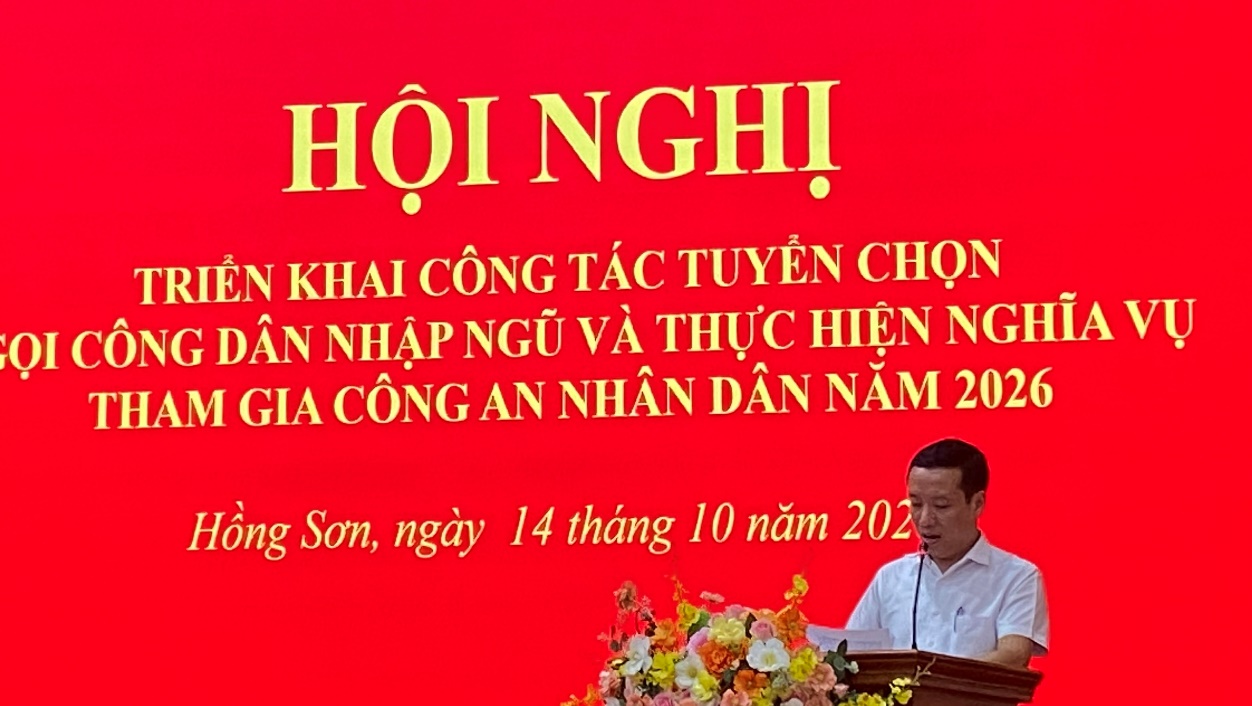 HỘI NGHỊ
TRIỂN KHAI CÔNG TÁC TUYỂN CHỌN
CÔNG DÂN NHẬP NGŨ VÀ THỰC HIỆN NGHĨA VỤ
THAM GIA CÔNG AN NHÂN DÂN NĂM 2026
Hồng Sơn, ngày 14 tháng 10 năm